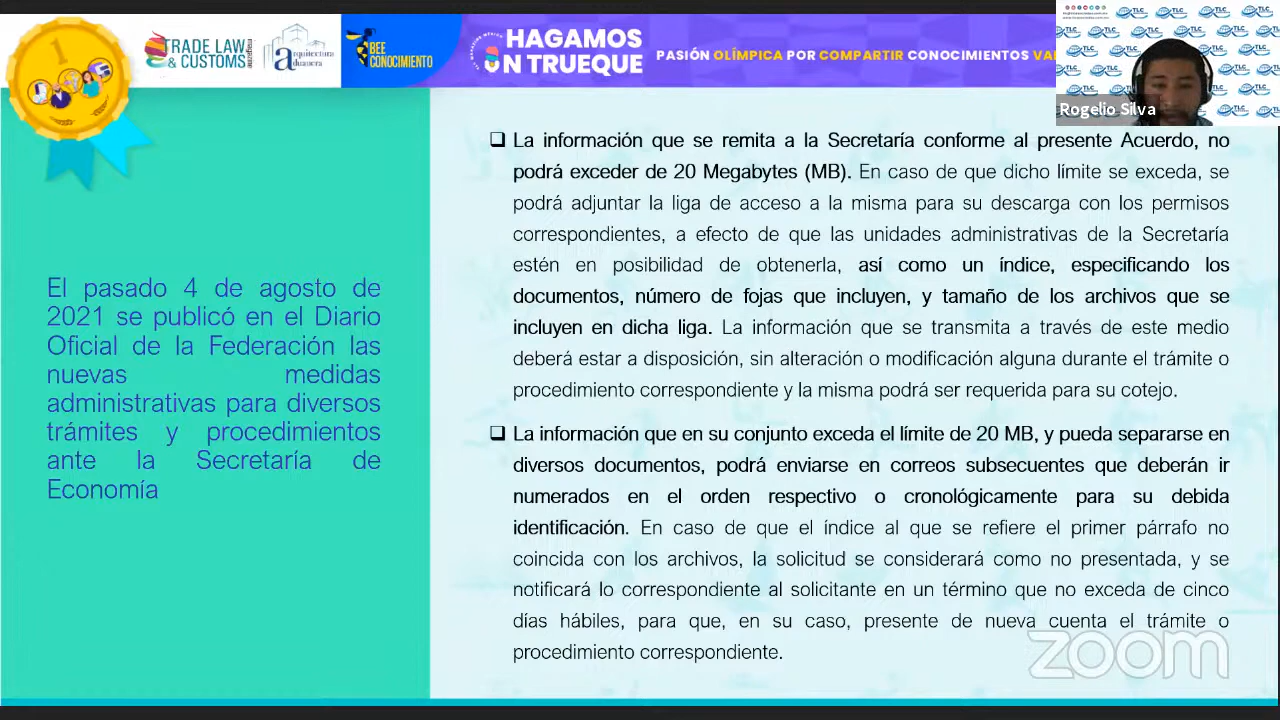 TRADE LAW
& CUSTOMS
arquitectura
aduanera
BEE
CONOCIMIENTO
HAGAMOS
UN TRUEQUE
PASIÓN OLÍMPICA POR COMPARTIR CONOCIMIENTOS
Rogelio Silva
El pasado 4 de agosto de
2021 se publicó en el Diario
Oficial de la Federación las
nuevas medidas
administrativas para diversos
trámites y procedimientos
ante la Secretaría de
Economía
❑ La información que se remita a la Secretaría conforme al presente Acuerdo, no
podrá exceder de 20 Megabytes (MB). En caso de que dicho límite se exceda, se
podrá adjuntar la liga de acceso a la misma para su descarga con los permisos
correspondientes, a efecto de que las unidades administrativas de la Secretaría
estén en posibilidad de obtenerla, así como un índice, especificando los
documentos, número de fojas que incluyen, y tamaño de los archivos que se
incluyen en dicha liga. La información que se transmita a través de este medio
deberá estar a disposición, sin alteración o modificación alguna durante el trámite o
procedimiento correspondiente y la misma podrá ser requerida para su cotejo.
❑ La información que en su conjunto exceda el límite de 20 MB, y pueda separarse en
diversos documentos, podrá enviarse en correos subsecuentes que deberán ir
numerados en el orden respectivo o cronológicamente para su debida
identificación. En caso de que el índice al que se refiere el primer párrafo no
coincida con los archivos, la solicitud se considerará como no presentada, y se
notificará lo correspondiente al solicitante en un término que no exceda de cinco
días hábiles, para que, en su caso, presente de nueva cuenta el trámite o
procedimiento correspondiente.
zoom